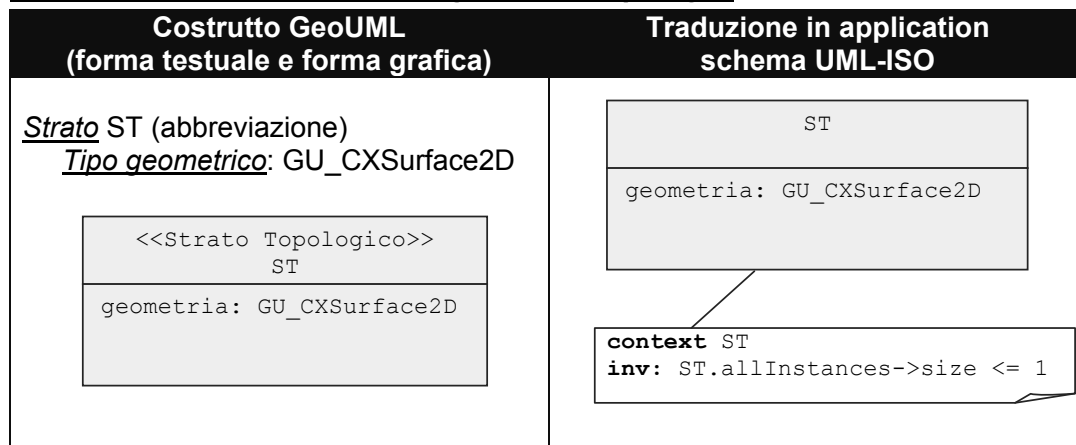 Costrutto GeoUML
(forma testuale e forma grafica)
Traduzione in application
schema UML-ISO
Strato ST (abbreviazione)
Tipo geometrico: GU_CXSurface2D
<<Strato Topologico>>
ST
geometria: GU_CXSurface2D
ST
geometria: GU_CXSurface2D
context ST
inv: ST.allInstances->size <= 1